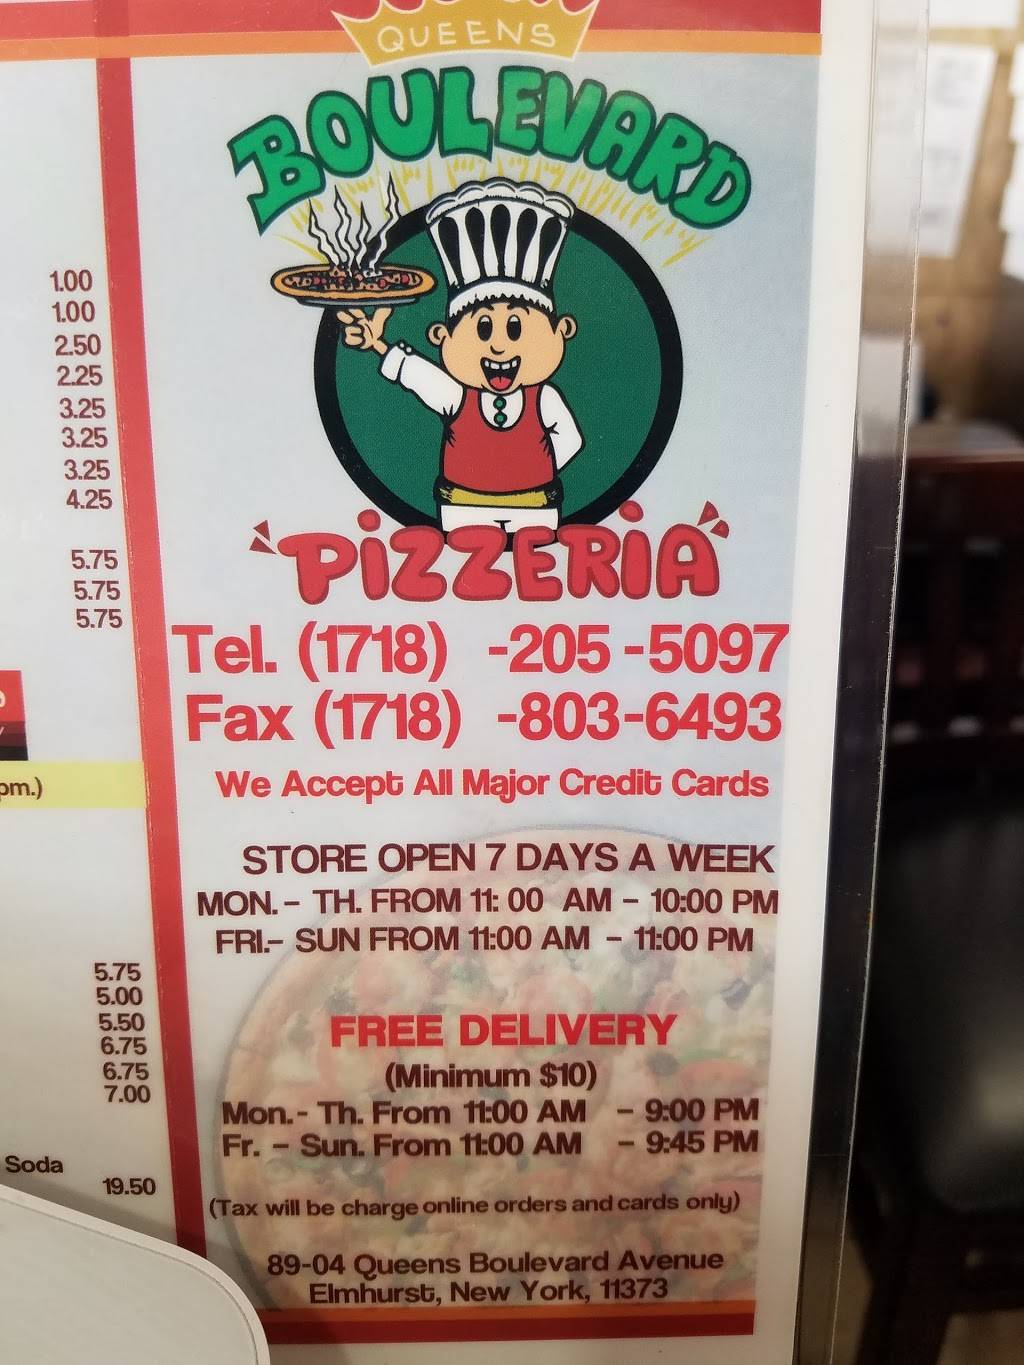 QUEENS
BOULEVARD
PIZZERIA
1.00
1.00
2.50
2.25
3.25
3.25
3.25
4.25
5.75
5.75
5.75
pm.)
5.75
5.00
5.50
6.75
6.75
7.00
Soda
19.50
Tel. (1718) -205-5097
Fax (1718) -803-6493
We Accept All Major Credit Cards
STORE OPEN 7 DAYS A WEEK
MON.- TH. FROM 11: 00 AM - 10:00 PM
FRI.- SUN FROM 11:00 AM - 11:00 PM
FREE DELIVERY
(Minimum $10)
Mon.- Th. From 11:00 AM - 9:00 PM
Fr. - Sun. From 11:00 AM - 9:45 PM
(Tax will be charge online orders and cards only)
89-04 Queens Boulevard Avenue
Elmhurst, New York, 11373